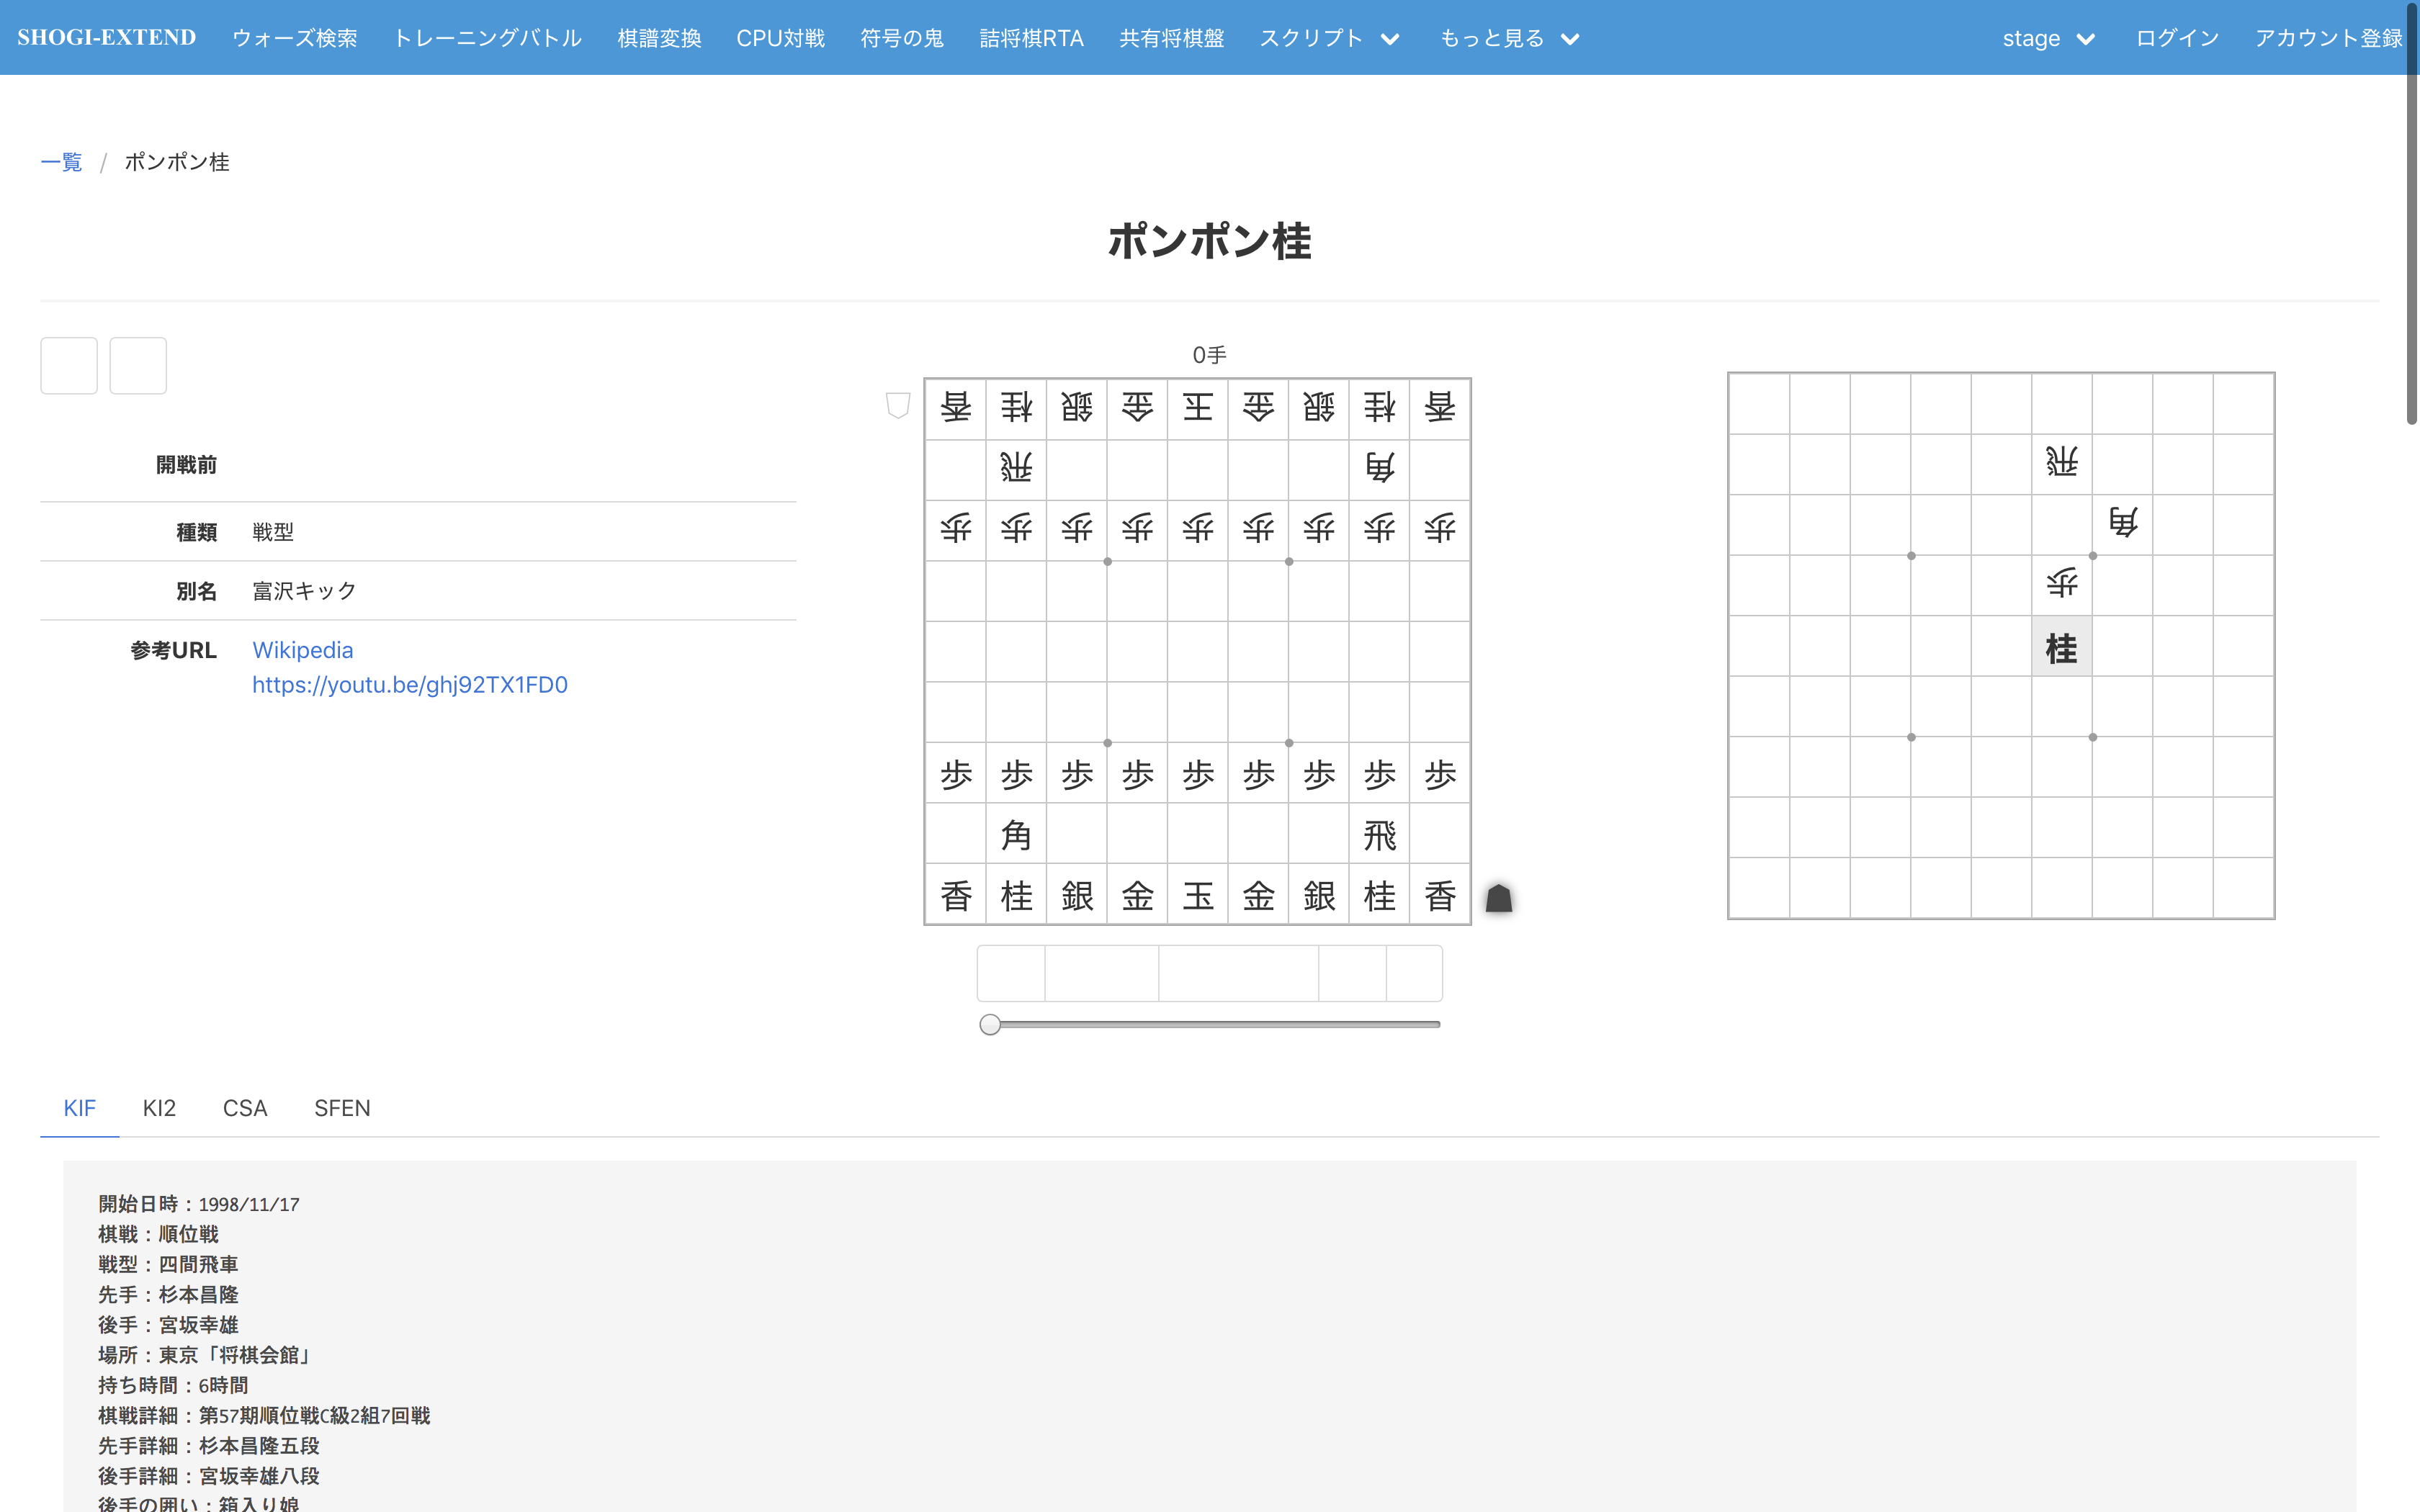 SHOGI-EXTEND ウォーズ検索 トレーニングバトル 棋譜変換 CPU対戦 符号の鬼 詰将棋RTA 共有将棋盤 スクリプト もっと見る stage ログイン アカウント登録
一覧 / ポンポン桂
ポンポン桂
開戦前
種類 戦型
別名 富沢キック
参考URL Wikipedia
https://youtu.be/ghj92TX1FD0
0手
香桂銀金王金銀桂香
飛 角
歩歩歩歩歩歩歩歩歩
歩歩歩歩歩歩歩歩歩
角 飛
香桂銀金玉金銀桂香
飛
角
歩
桂
KIF KI2 CSA SFEN
開始日時:1998/11/17
棋戦:順位戦
戦型:四間飛車
先手:杉本昌隆
後手:宮坂幸雄
場所:東京「将棋会館」
持ち時間:6時間
棋戦詳細:第57期順位戦C級2組7回戦
先手詳細:杉本昌隆五段
後手詳細:宮坂幸雄八段
後手の囲い:箱入り娘